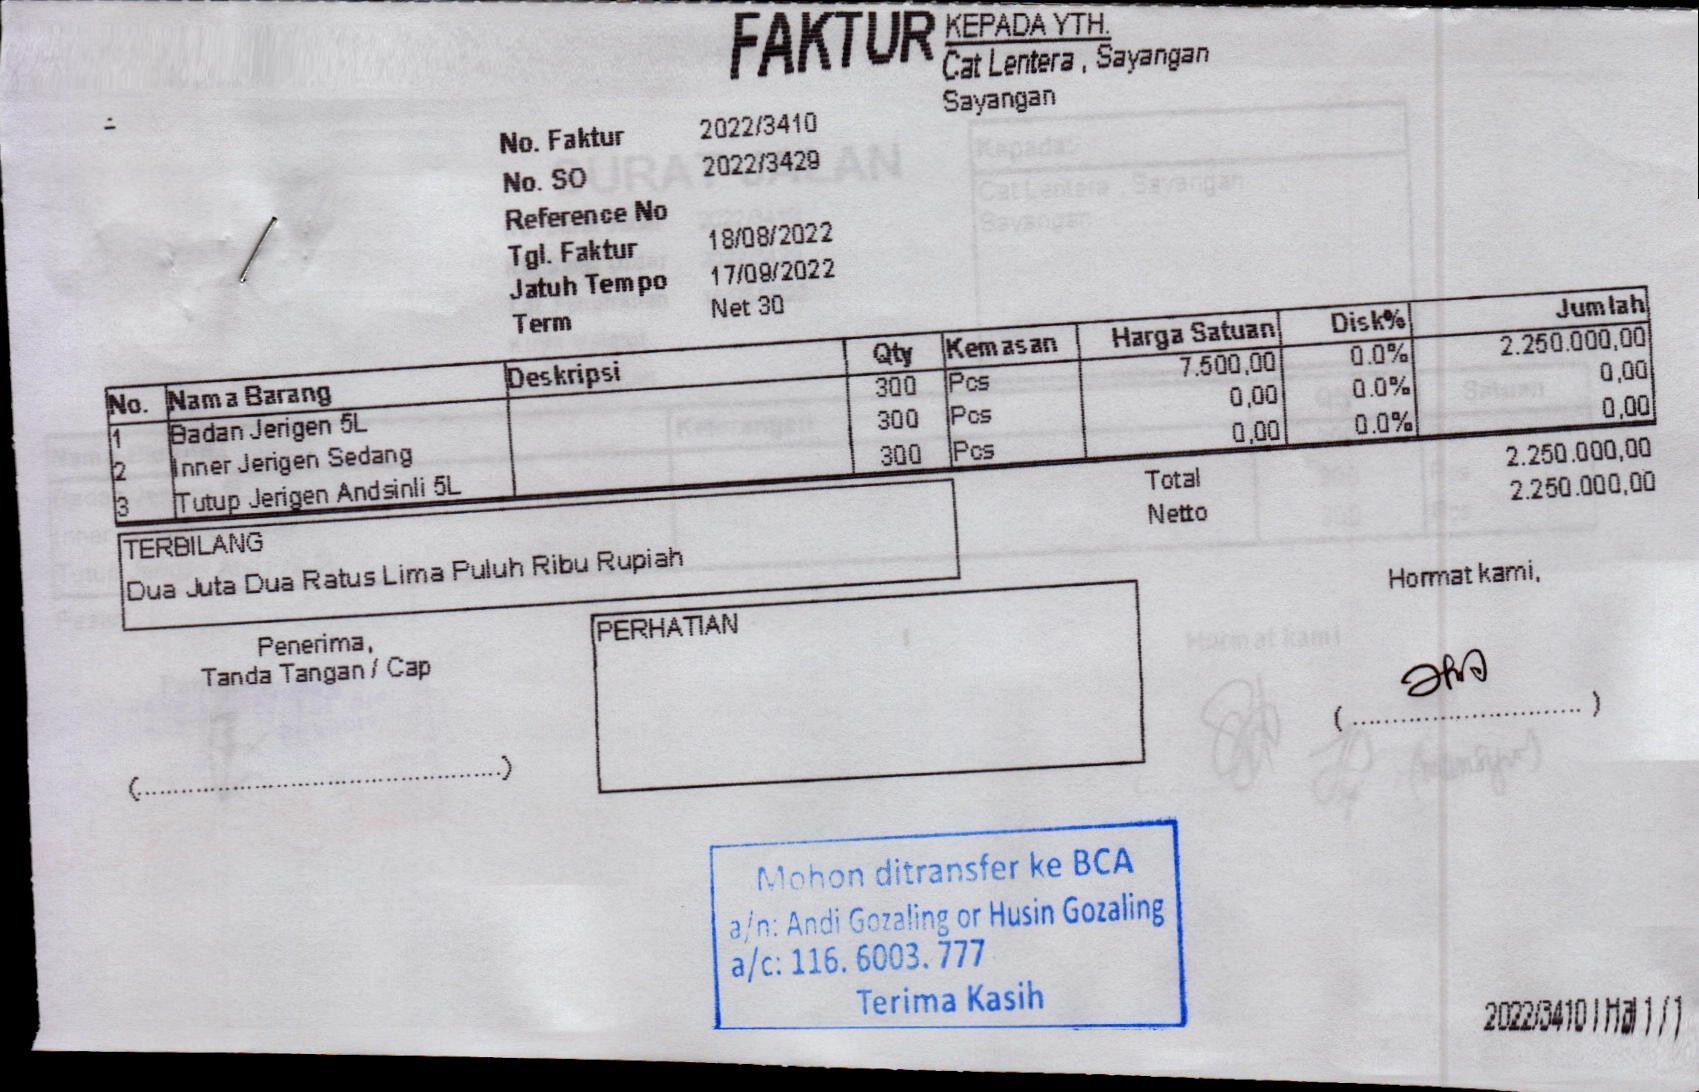 FAKTUR
KEPADA YTH.
Cat Lentera , Sayangan
Sayangan
No. Faktur 2022/3410
No. SO 2022/3429
Reference No
Tgl. Faktur 18/08/2022
Jatuh Tempo 17/09/2022
Term Net 30
No. Nama Barang Deskripsi Qty Kemasan Harga Satuan Disk% Jumlah
1 Badan Jerigen 5L 300 Pcs 7.500,00 0.0% 2.250.000,00
2 Inner Jerigen Sedang 300 Pcs 0,00 0.0% 0,00
3 Tutup Jerigen Andsinli 5L 300 Pcs 0,00 0.0% 0,00
Total 2.250.000,00
Netto 2.250.000,00
TERBILANG
Dua Juta Dua Ratus Lima Puluh Ribu Rupiah
Penerima,
Tanda Tangan / Cap
(..............................................)
PERHATIAN
Hormat kami,
( ............................. )
Mohon ditransfer ke BCA
a/n: Andi Gozaling or Husin Gozaling
a/c: 116. 6003. 777
Terima Kasih
2022/3410 | Hal 1 / 1